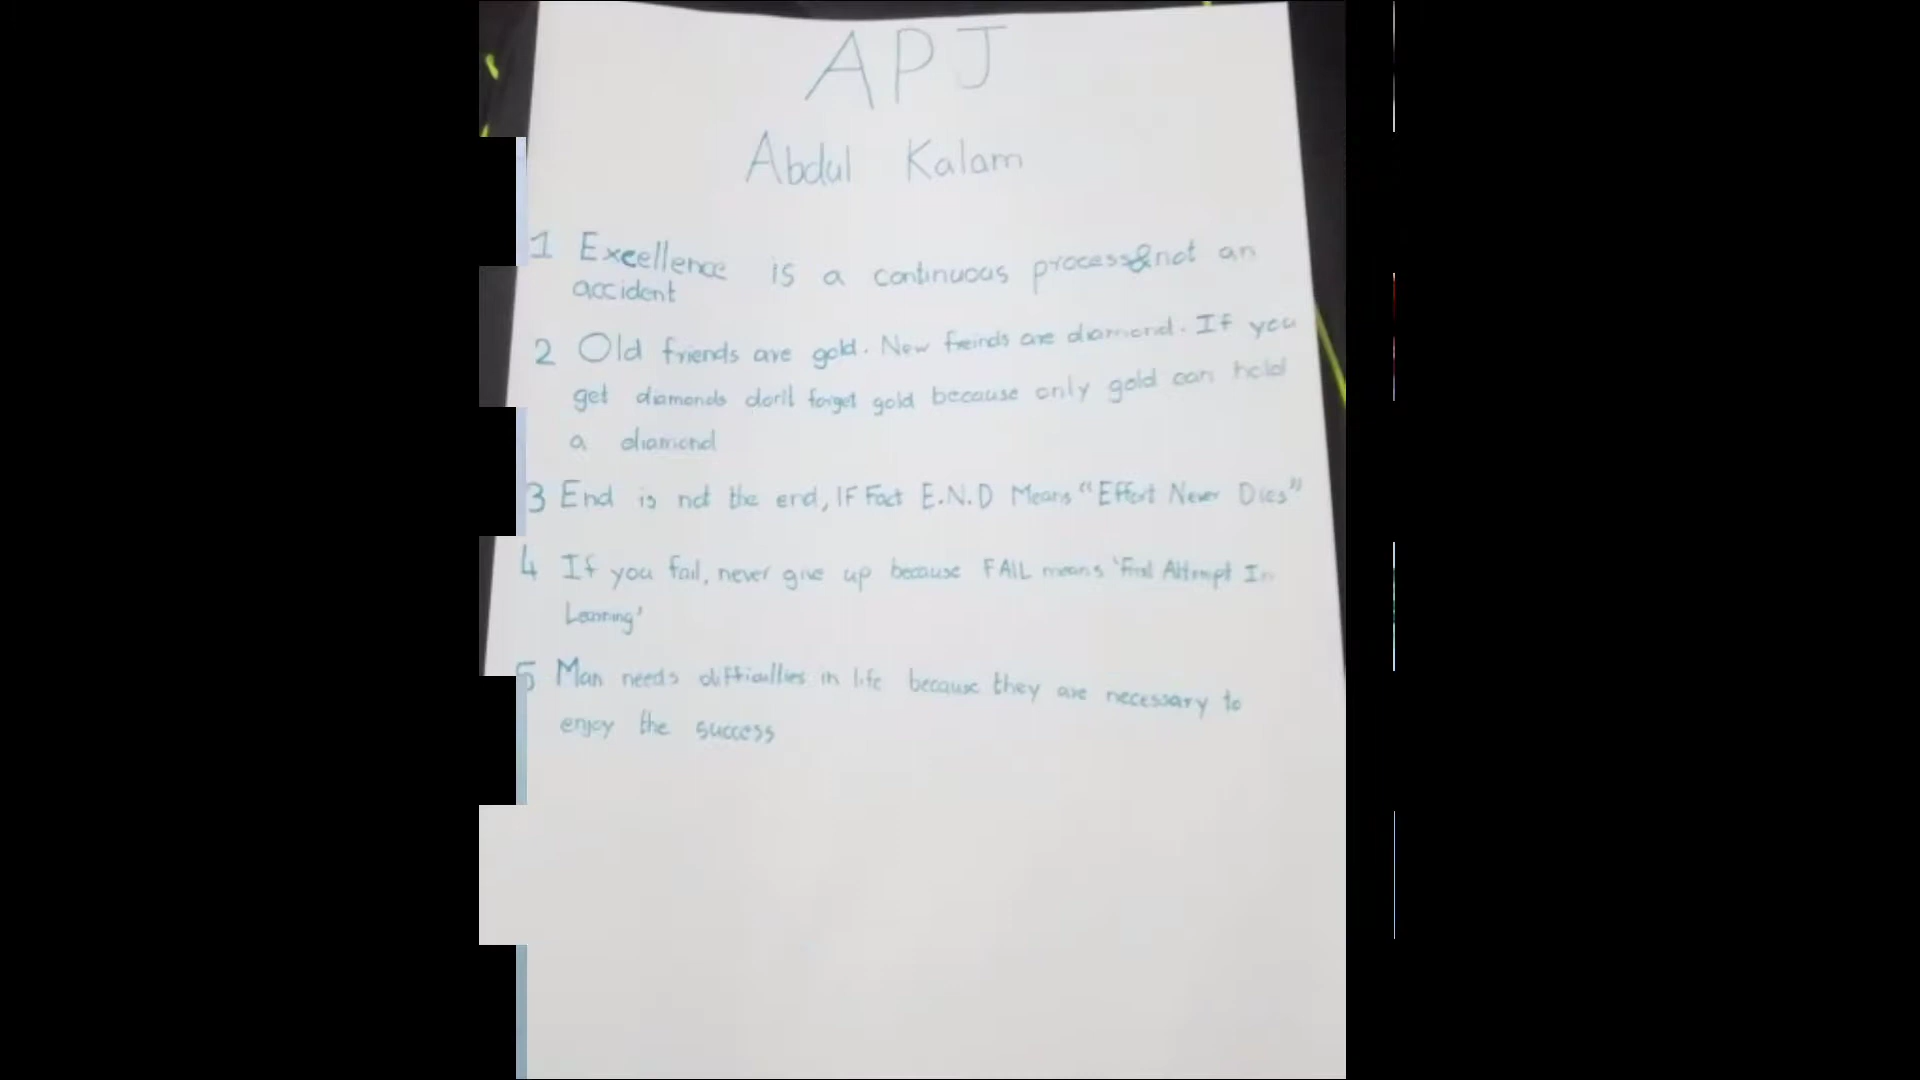 APJ
Abdul Kalam
1 Excellence is a continuous process&not an
accident
2 Old friends are gold. New freinds are diamond. If you
get diamonds don't forget gold because only gold can hold
a diamond
3 End is not the end, IF Fact E.N.D Means "Effort Never Dies"
4 If you fail, never give up because FAIL means 'First Attempt In
Learning'
5 Man needs difficulties in life because they are necessary to
enjoy the success